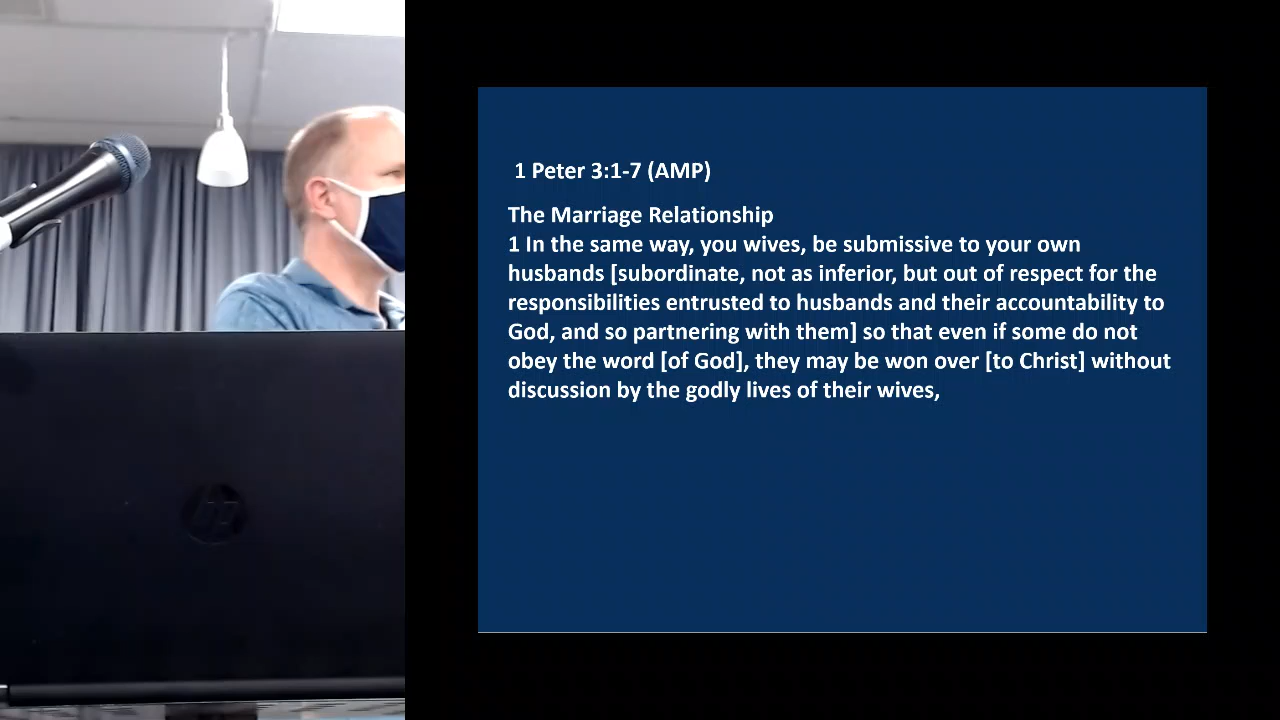 1 Peter 3:1-7 (AMP)
The Marriage Relationship
1 In the same way, you wives, be submissive to your own
husbands [subordinate, not as inferior, but out of respect for the
responsibilities entrusted to husbands and their accountability to
God, and so partnering with them] so that even if some do not
obey the word [of God], they may be won over [to Christ] without
discussion by the godly lives of their wives,
hp